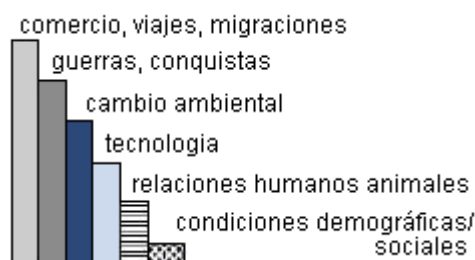 comercio, viajes, migraciones
guerras, conquistas
cambio ambiental
tecnologia
relaciones humanos animales
condiciones demográficas/
sociales